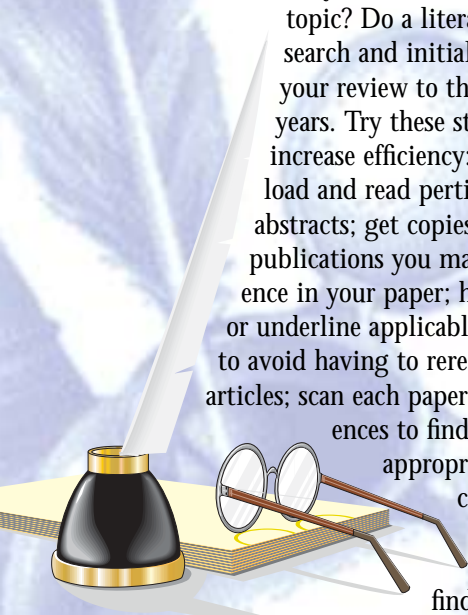 topic? Do a litera
search and initial
your review to th
years. Try these st
increase efficiency:
load and read perti
abstracts; get copies
publications you ma
ence in your paper; h
or underline applicabl
to avoid having to rere
articles; scan each paper
ences to find
appropr
c
find